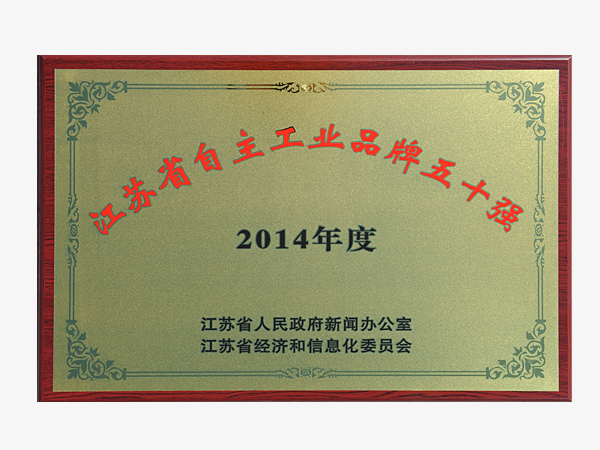 江苏省自主工业品牌五十强
2014年度
江苏省人民政府新闻办公室
江苏省经济和信息化委员会